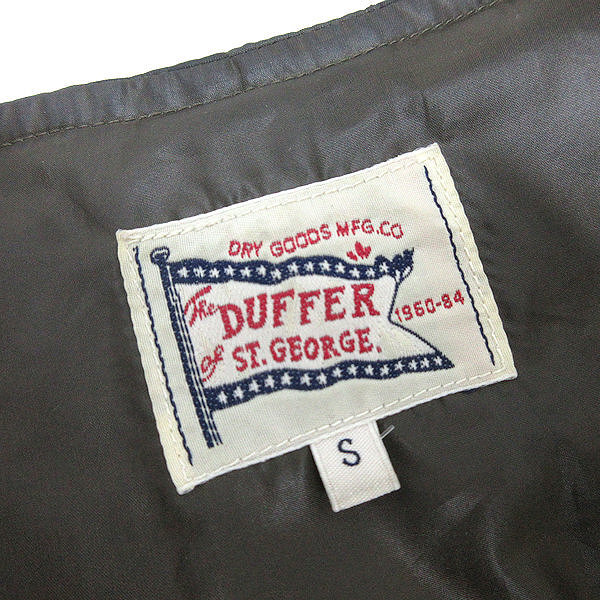 DRY GOODS MFG.CO
The DUFFER
1960-84
of ST. GEORGE.
S